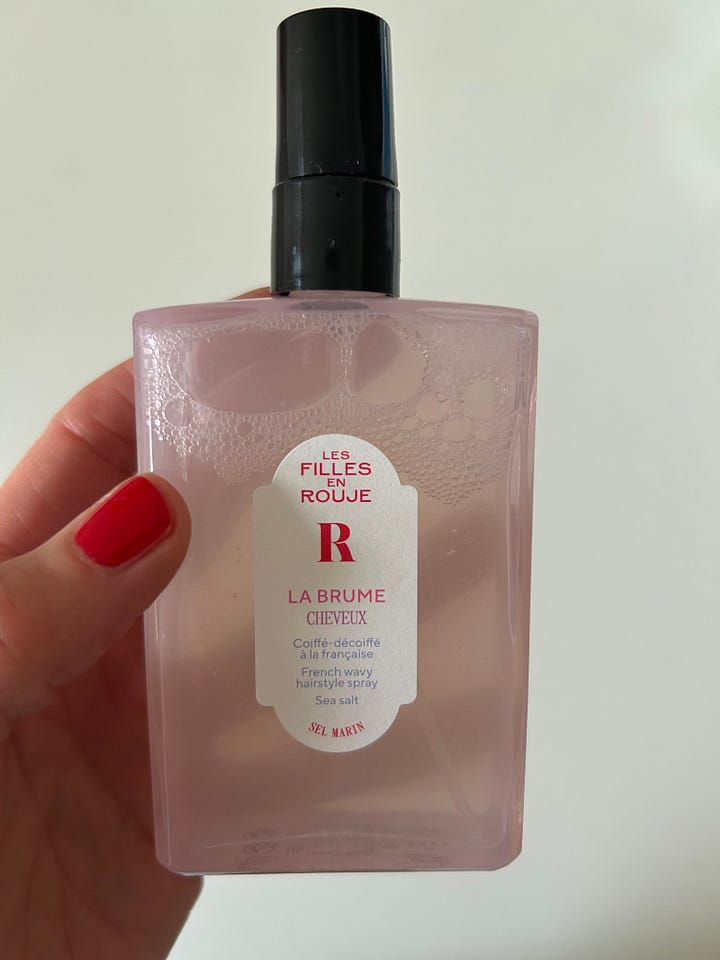 LES
FILLES
EN
ROUJE
R
LA BRUME
CHEVEUX
Coiffé-décoiffé
à la française
French wavy
hairstyle spray
Sea salt
SEL MARIN